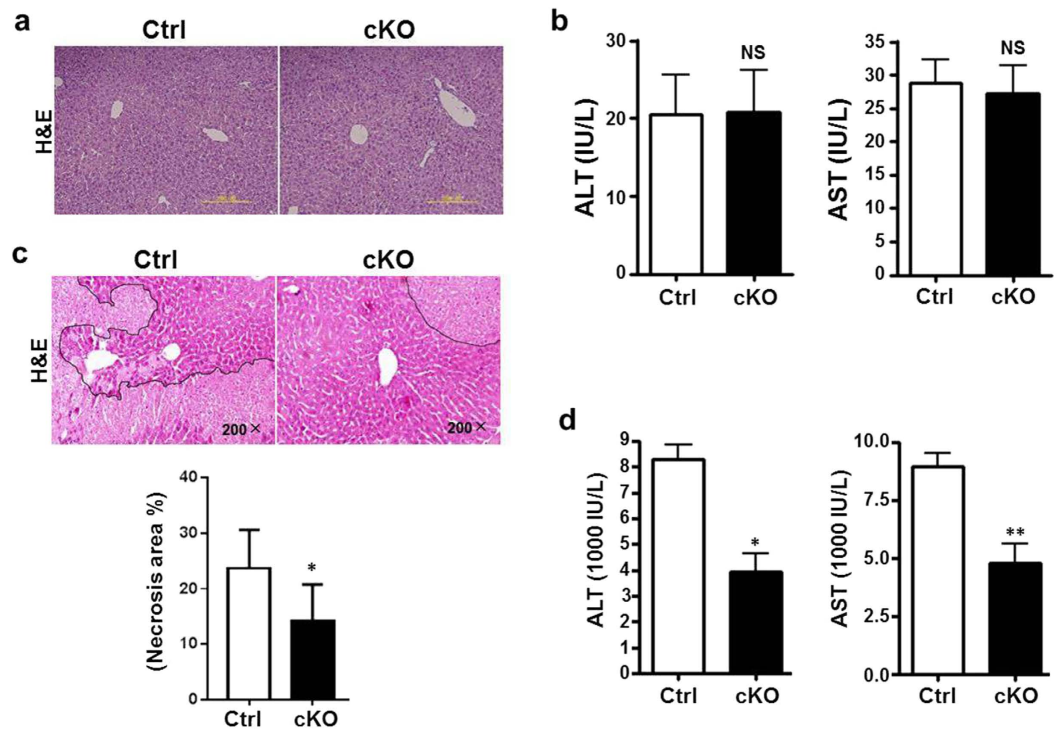 a
Ctrl
cKO
H&E
b
ALT (IU/L)
30
20
10
0
NS
Ctrl
cKO
AST (IU/L)
35
30
25
20
15
10
5
0
NS
Ctrl
cKO
c
Ctrl
cKO
H&E
200×
200×
(Necrosis area %)
40
30
20
10
0
*
Ctrl
cKO
d
ALT (1000 IU/L)
9
8
7
6
5
4
3
2
1
0
*
Ctrl
cKO
AST (1000 IU/L)
10.0
7.5
5.0
2.5
0.0
**
Ctrl
cKO